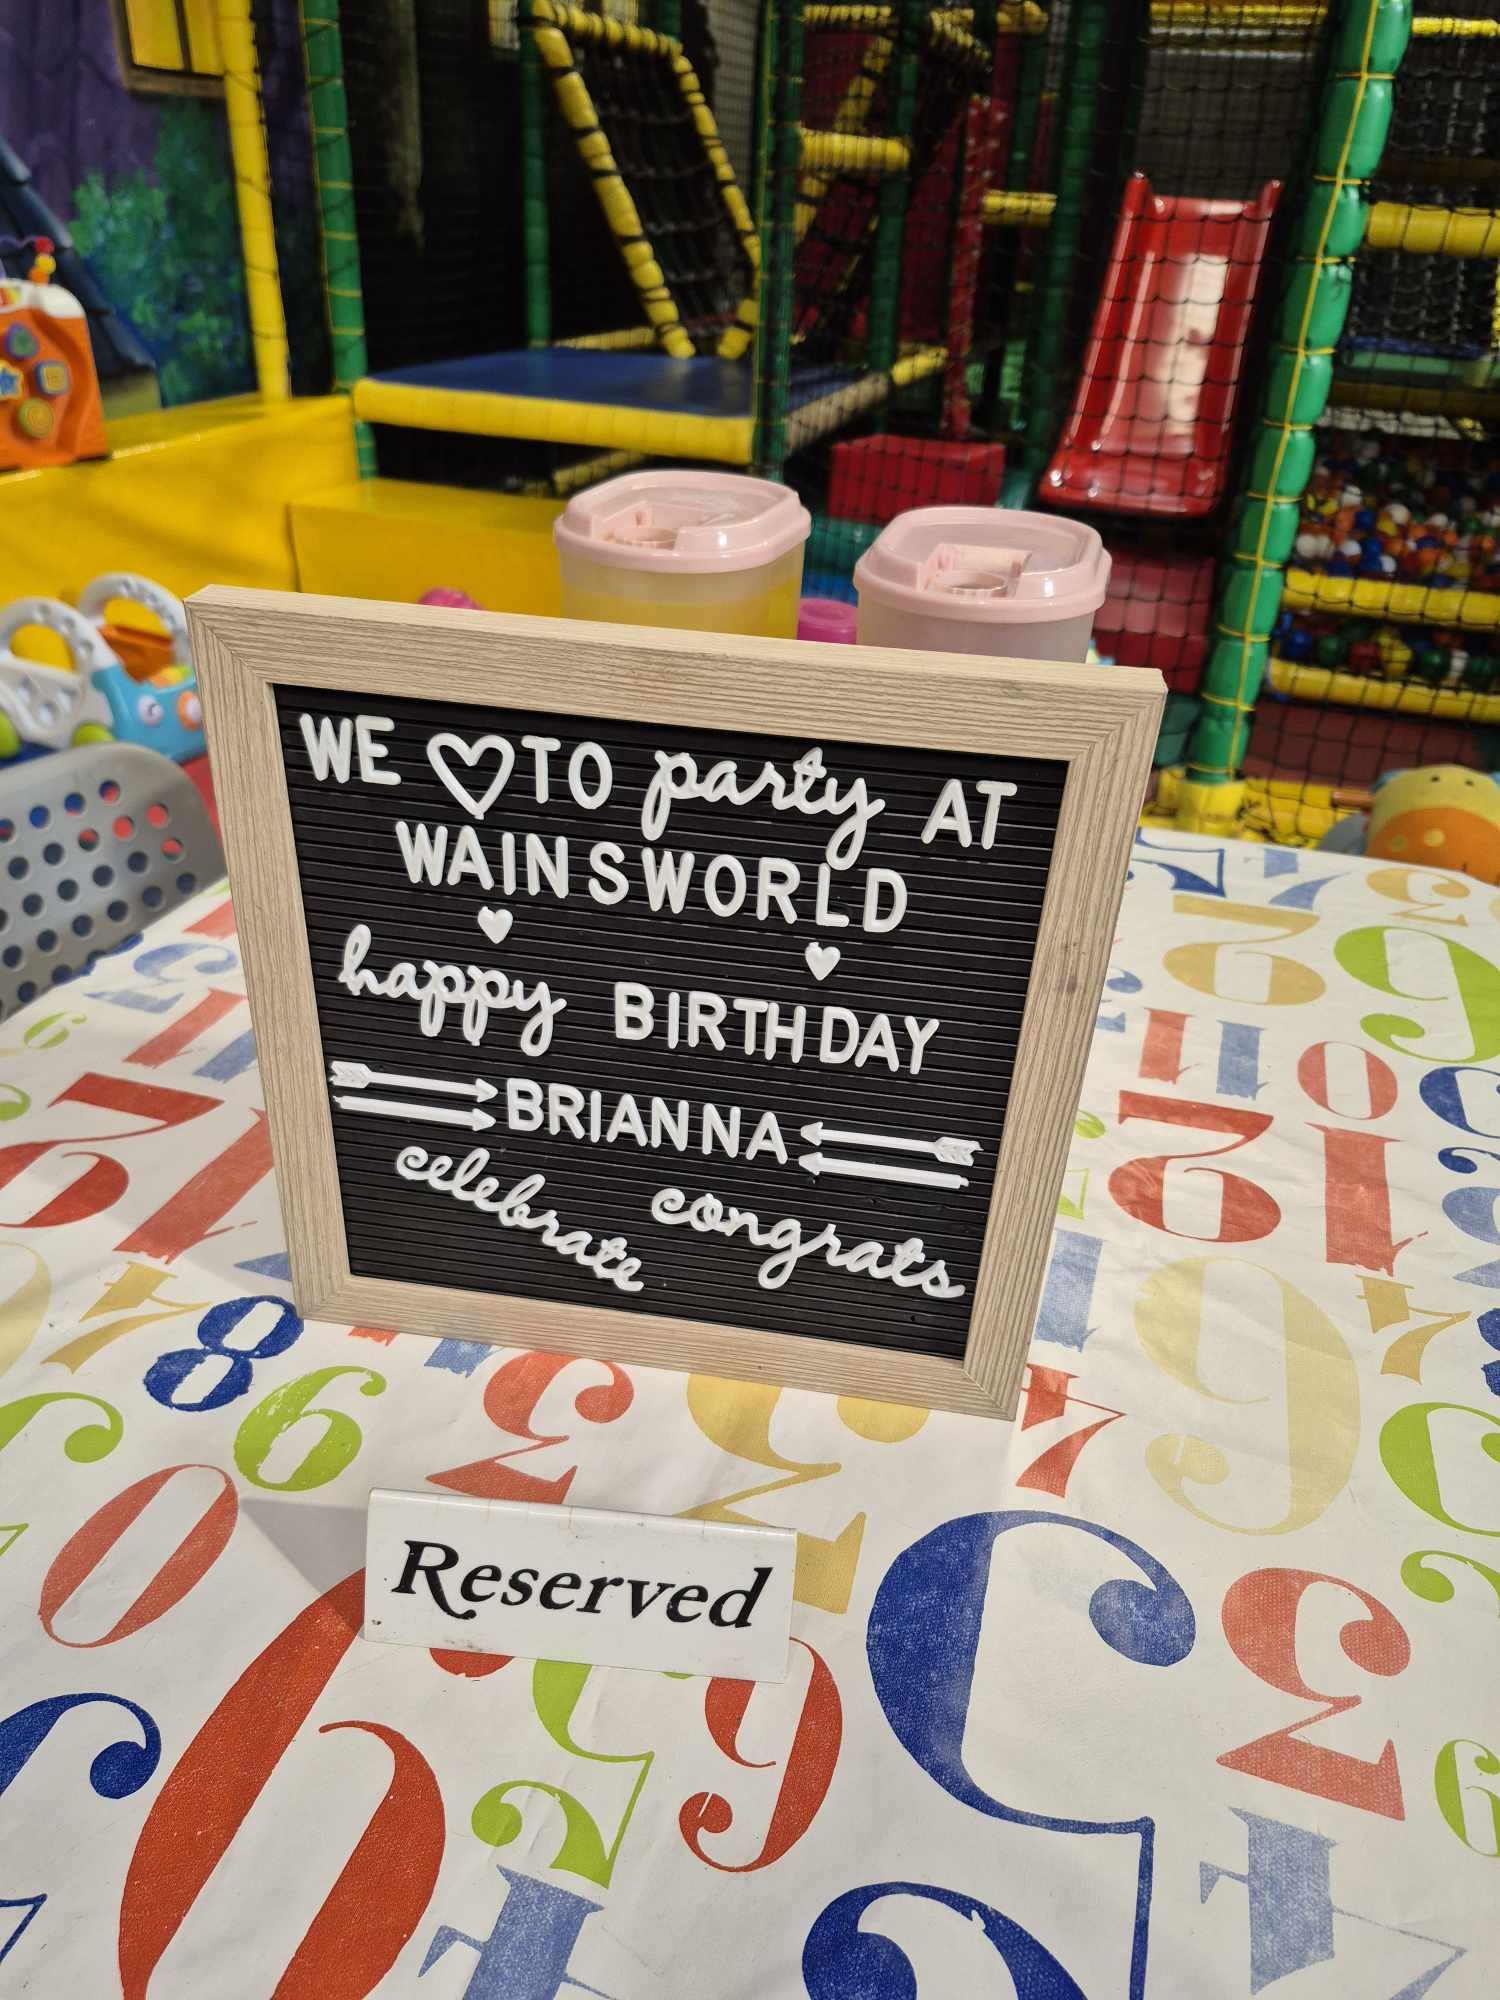 WE ♡ TO party AT
WAINSWORLD
happy BIRTHDAY
BRIANNA
celebrate congrats
Reserved